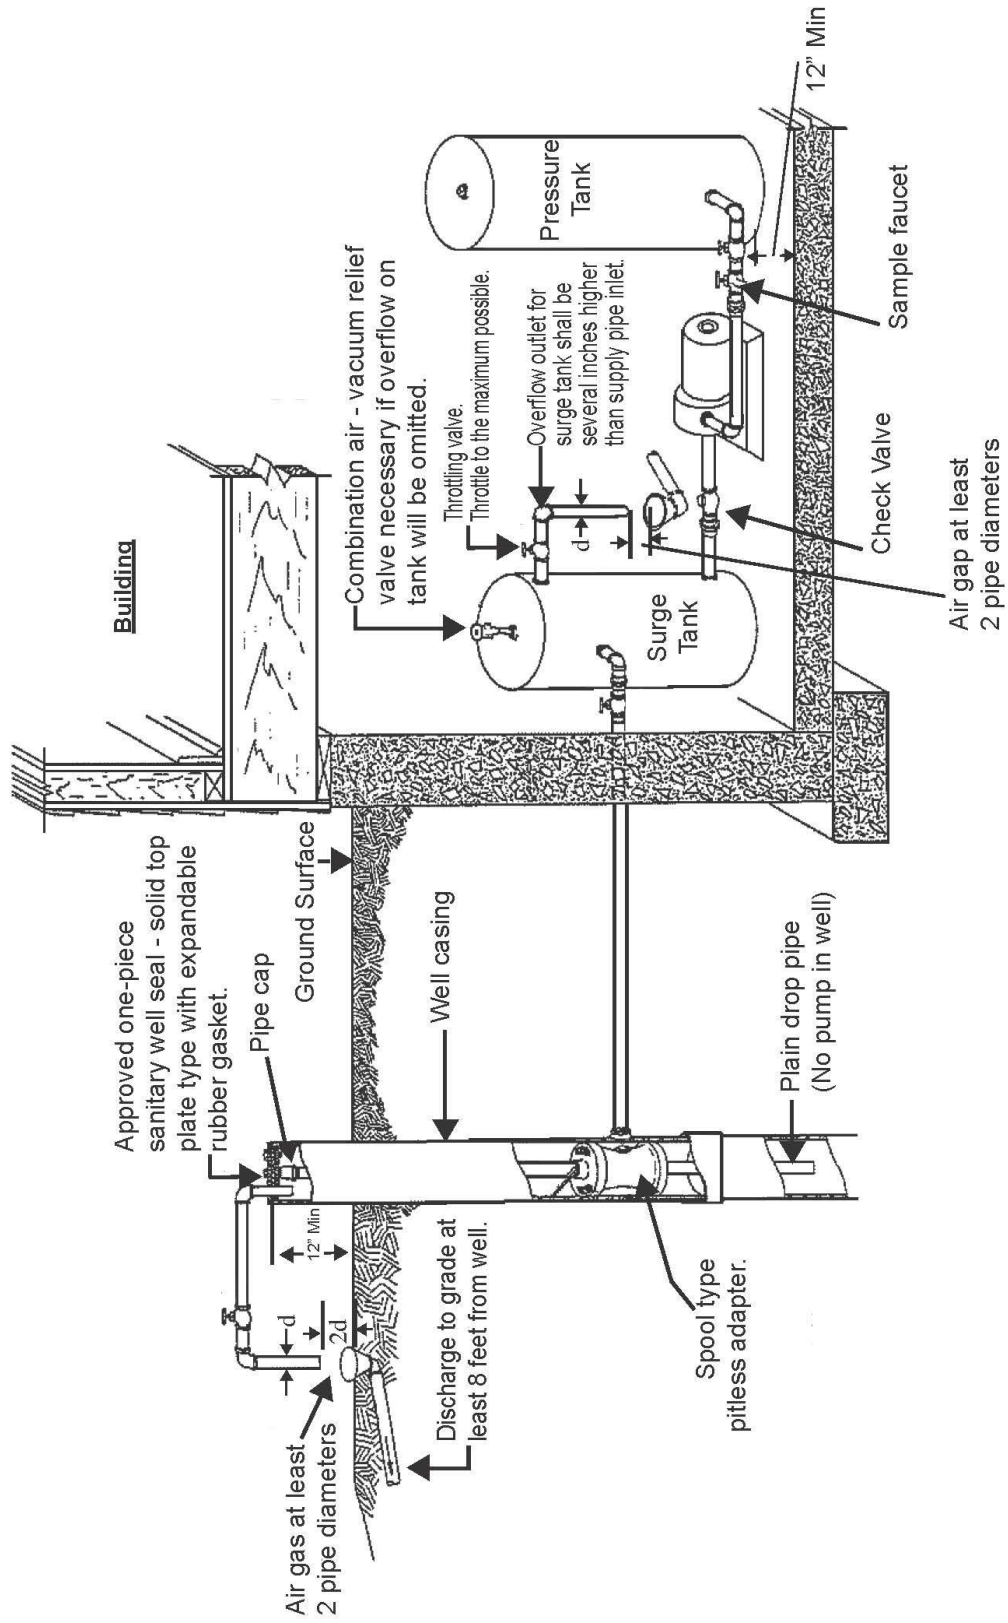 Building
Approved one-piece
sanitary well seal - solid top
plate type with expandable
rubber gasket.
Pipe cap
Ground Surface
Well casing
12" Min
d
2d
Air gas at least
2 pipe diameters
Discharge to grade at
least 8 feet from well.
Spool type
pitless adapter.
Plain drop pipe
(No pump in well)
Combination air - vacuum relief
valve necessary if overflow on
tank will be omitted.
Throttling valve.
Throttle to the maximum possible.
Overflow outlet for
surge tank shall be
several inches higher
than supply pipe inlet.
d
Surge
Tank
Pressure
Tank
Air gap at least
2 pipe diameters
Check Valve
Sample faucet
12" Min